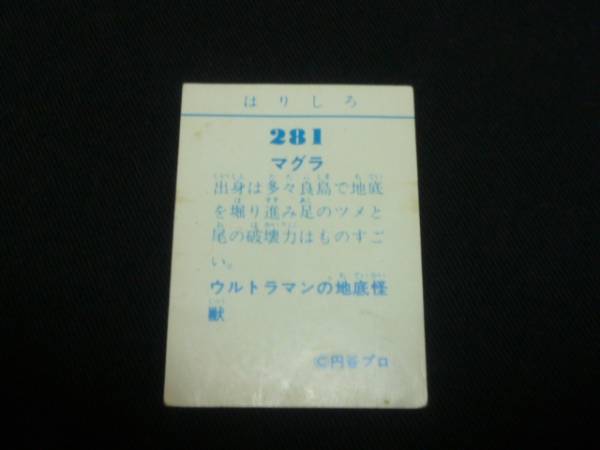 はりしろ
281
マグラ
出身は多々良島で地底
を堀り進み足のツメと
尾の破壊力はものすご
い。
ウルトラマンの地底怪
獣
©円谷プロ